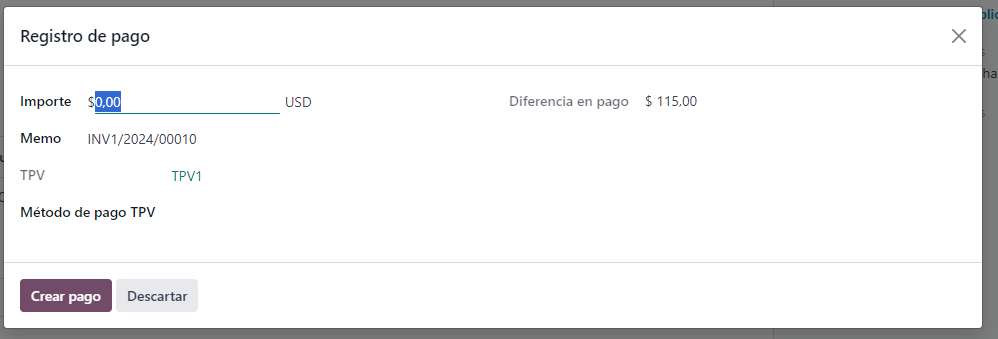 Registro de pago
Importe $0,00 USD Diferencia en pago $ 115,00
Memo INV1/2024/00010
TPV TPV1
Método de pago TPV
Crear pago Descartar